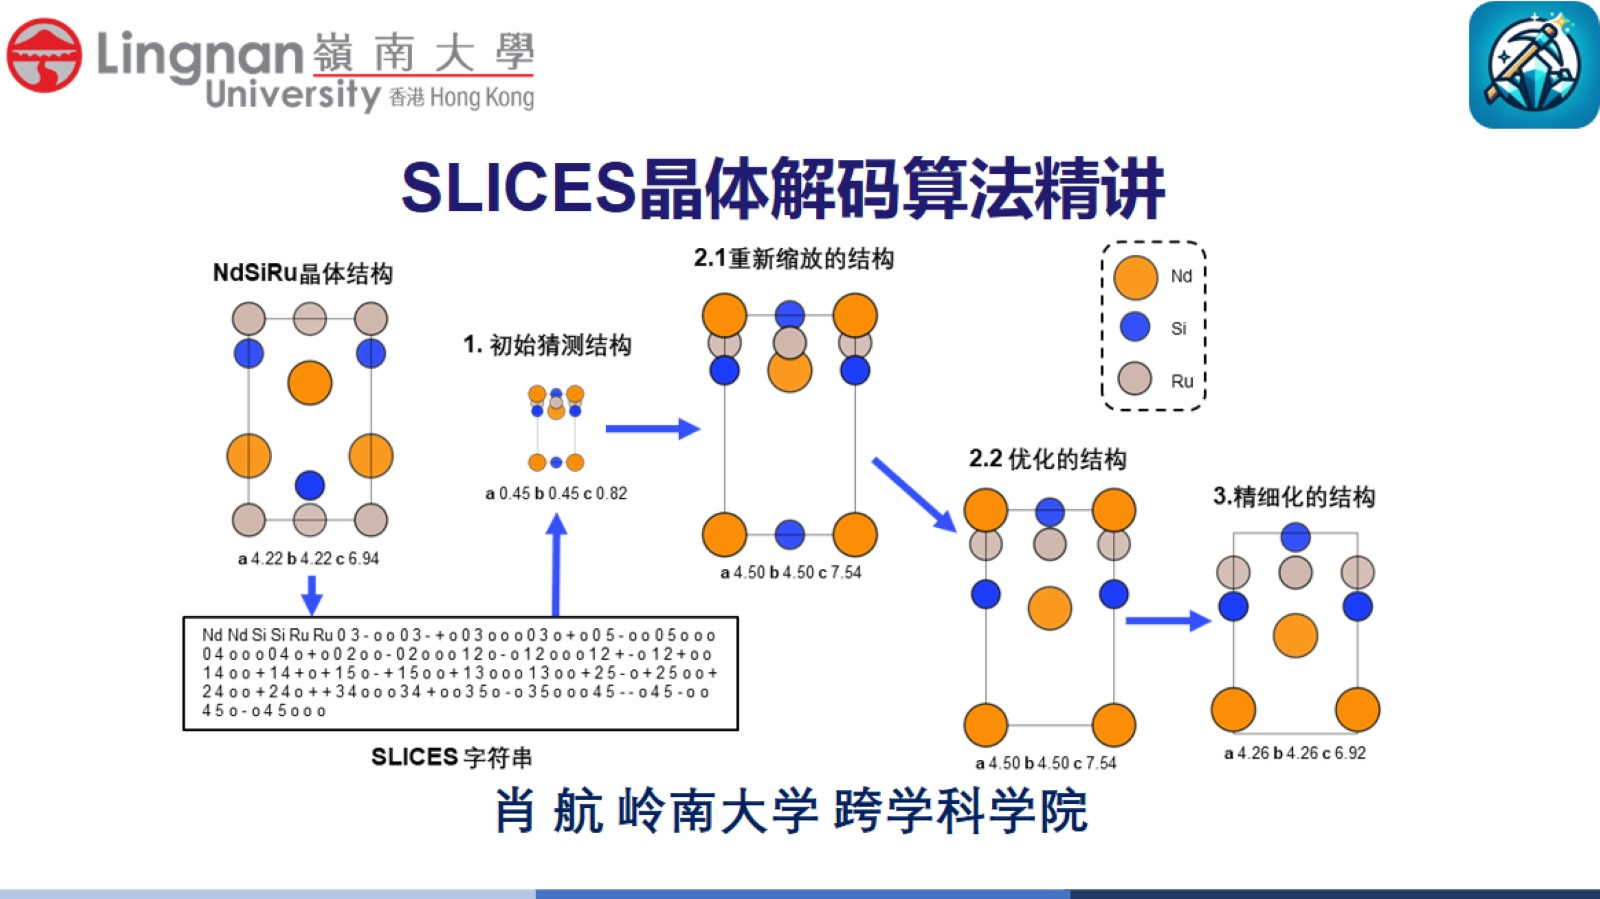 Lingnan 嶺南大學
University 香港 Hong Kong
SLICES晶体解码算法精讲
NdSiRu晶体结构
a 4.22 b 4.22 c 6.94
1. 初始猜测结构
a 0.45 b 0.45 c 0.82
2.1重新缩放的结构
a 4.50 b 4.50 c 7.54
Nd
Si
Ru
2.2 优化的结构
a 4.50 b 4.50 c 7.54
3.精细化的结构
a 4.26 b 4.26 c 6.92
Nd Nd Si Si Ru Ru 0 3 - o o 0 3 - + o 0 3 o o o 0 3 o + o 0 5 - o o 0 5 o o o
0 4 o o o 0 4 o + o 0 2 o o - 0 2 o o o 1 2 o - o 1 2 o o o 1 2 + - o 1 2 + o o
1 4 o o + 1 4 + o + 1 5 o - + 1 5 o o + 1 3 o o o 1 3 o o + 2 5 - o + 2 5 o o +
2 4 o o + 2 4 o + + 3 4 o o o 3 4 + o o 3 5 o - o 3 5 o o o 4 5 - - o 4 5 - o o
4 5 o - o 4 5 o o o
SLICES 字符串
肖 航 岭南大学 跨学科学院